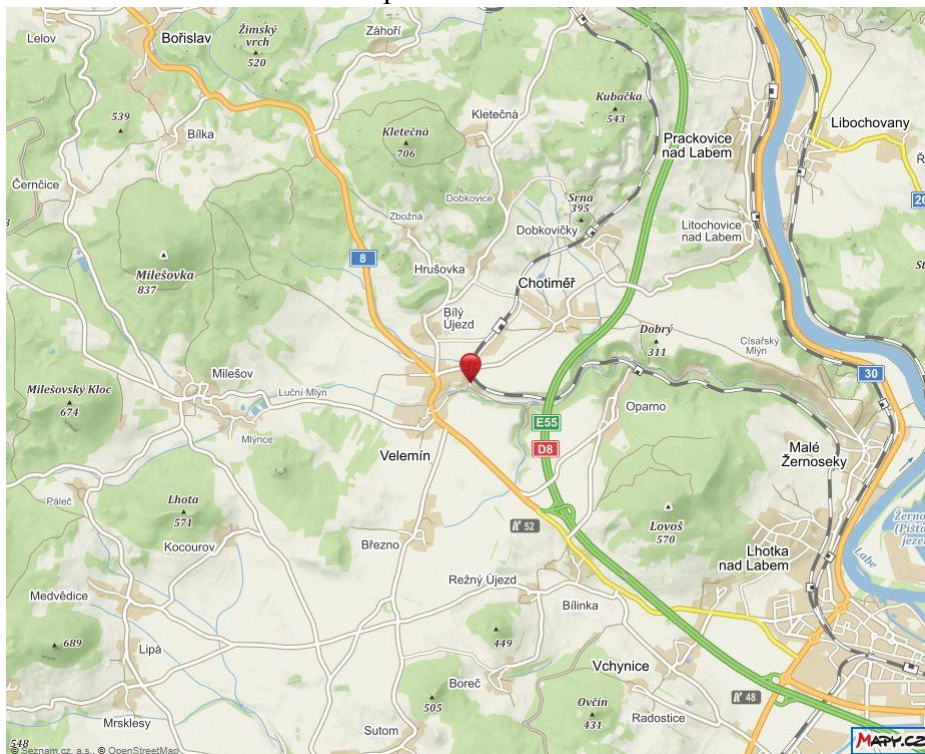 Lelov
Bořislav
Žimský
vrch
520
Záhoří
539
Bílka
Kletečná
706
Kletečná
Kubačka
543
Prackovice
nad Labem
Libochovany
Černčice
Dobkovice
Srna
395
Zbožná
Dobkovičky
Litochovice
nad Labem
26
8
Milešovka
837
Hrušovka
Chotiměř
Bílý
Újezd
Dobrý
311
Císařský
Mlýn
30
Milešovský Kloc
674
Milešov
Luční Mlýn
Mlýnce
Oparno
E55
D8
Velemín
Malé
Žernoseky
Páleč
Lhota
571
Kocourov
52
Lovoš
570
Labe
Březno
Lhotka
nad Labem
Medvědice
Režný Újezd
Bílinka
689
Lipá
449
Boreč
Vchynice
505
Ovčín
431
48
Mrsklesy
Sutom
Radostice
548
© Seznam.cz, a.s., © OpenStreetMap
MAPY.CZ